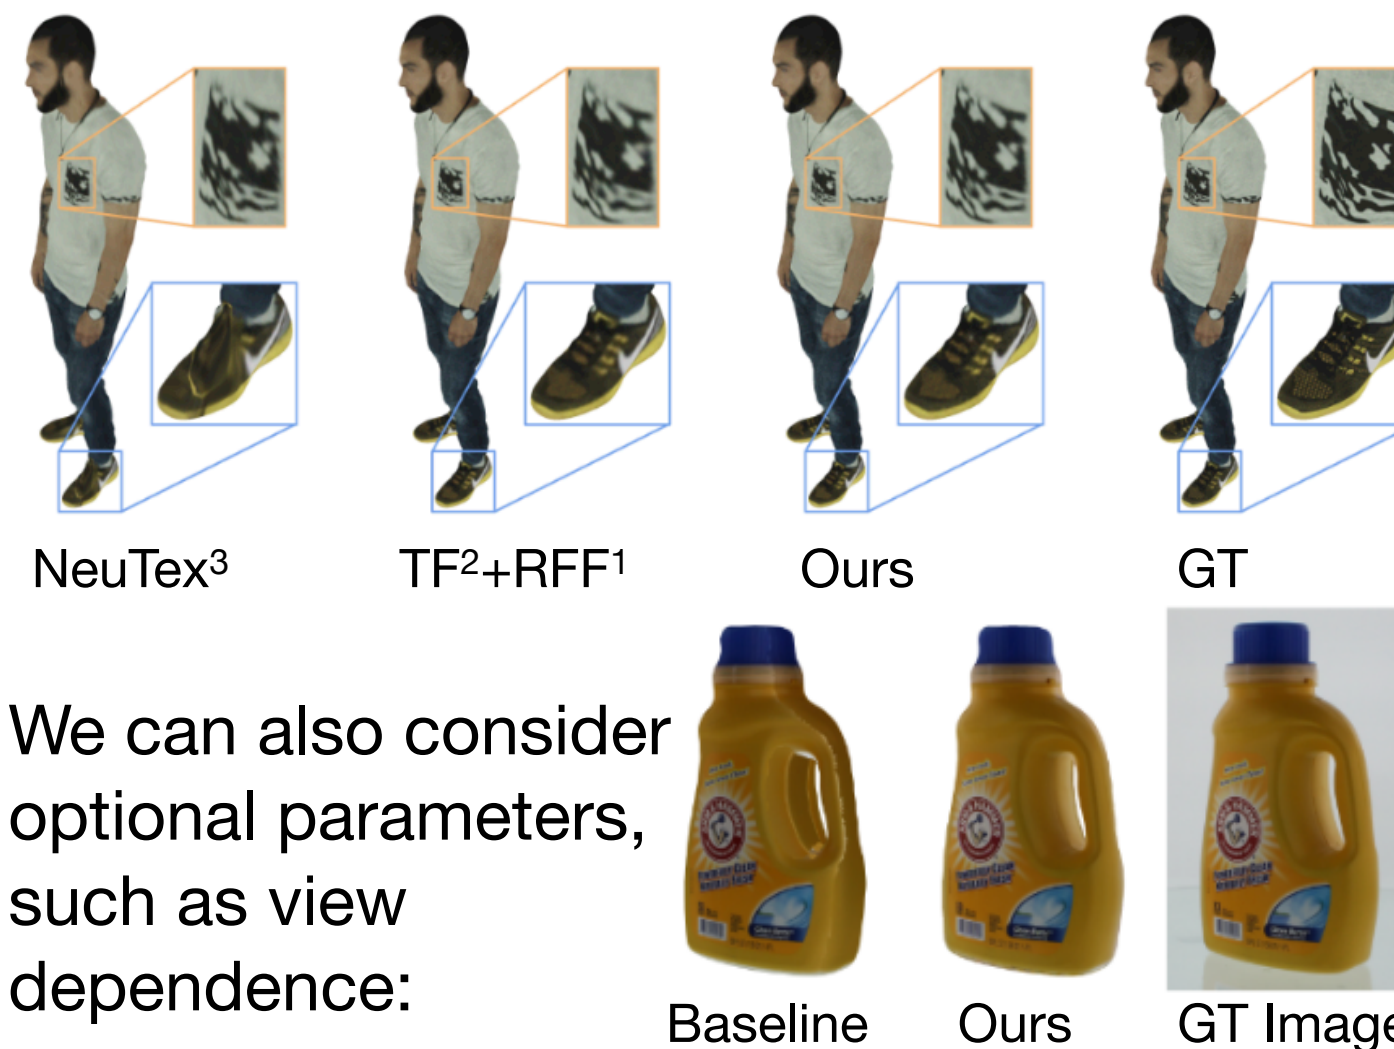 NeuTex³ TF²+RFF¹ Ours GT
We can also consider
optional parameters,
such as view
dependence:
Baseline Ours GT Image